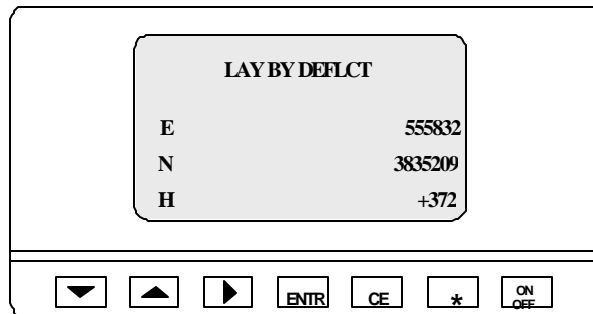 LAY BY DEFLCT
E 555832
N 3835209
H +372
ENTR CE * ON
OFF